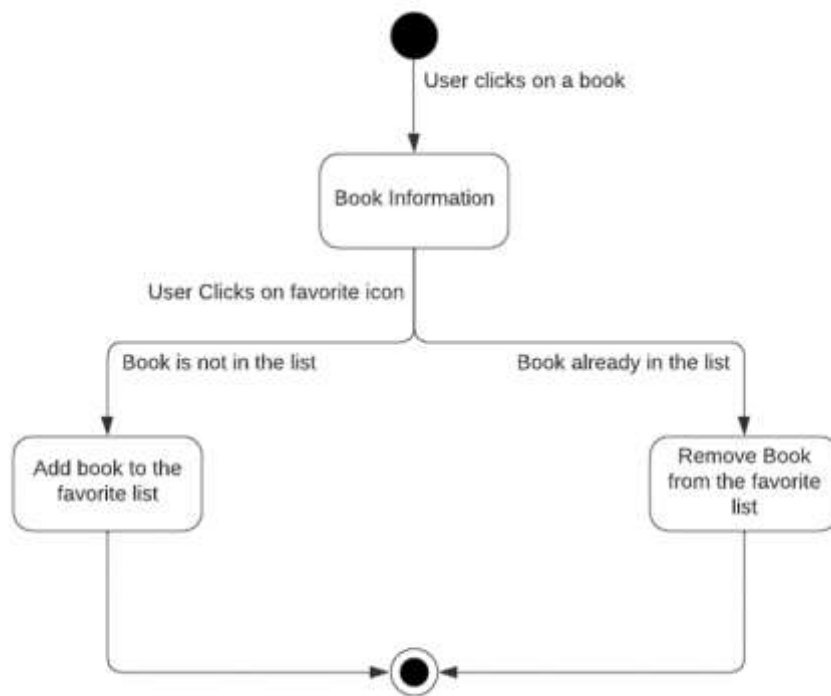 User clicks on a book
Book Information
User Clicks on favorite icon
Book is not in the list
Book already in the list
Add book to the
favorite list
Remove Book
from the favorite
list